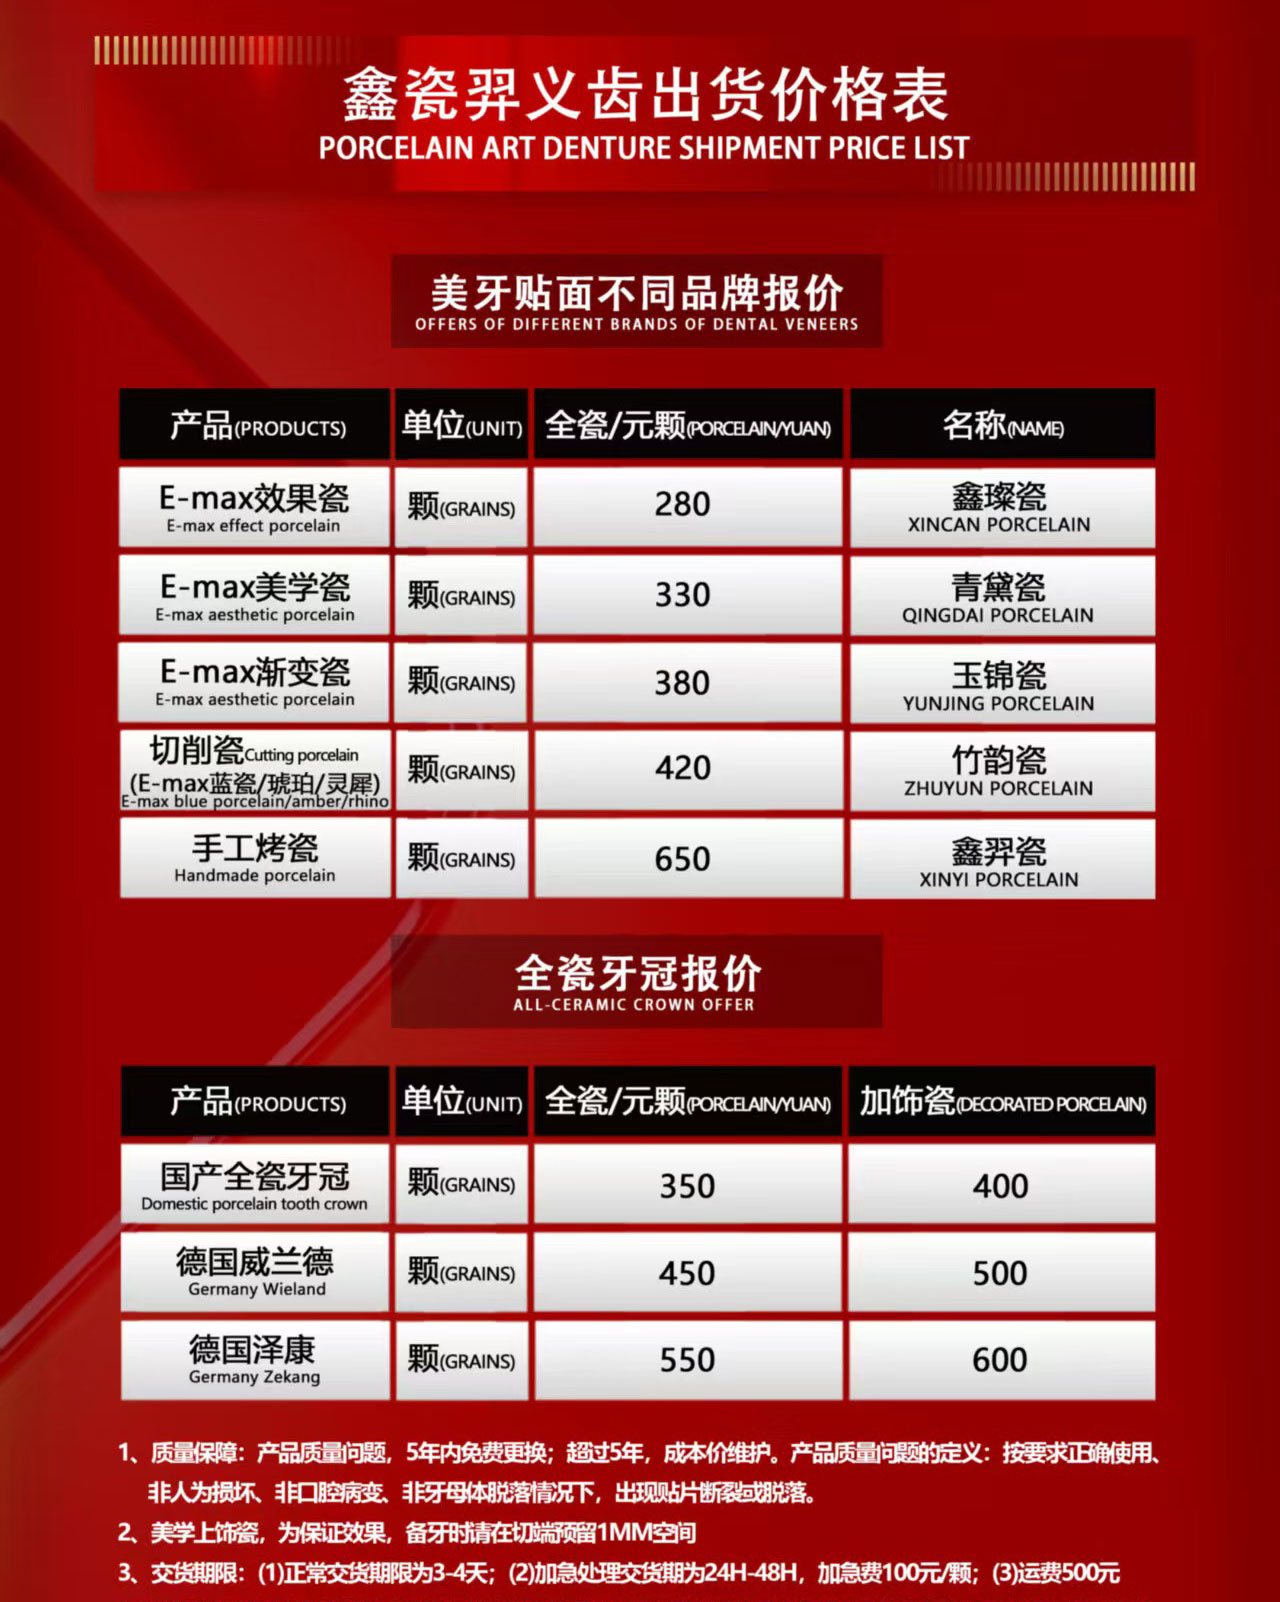 鑫瓷羿义齿出货价格表
PORCELAIN ART DENTURE SHIPMENT PRICE LIST
美牙贴面不同品牌报价
OFFERS OF DIFFERENT BRANDS OF DENTAL VENEERS
产品(PRODUCTS) 单位(UNIT) 全瓷/元颗(PORCELAIN/YUAN) 名称(NAME)
E-max效果瓷 颗(GRAINS) 280 鑫璨瓷
E-max effect porcelain XINCAN PORCELAIN
E-max美学瓷 颗(GRAINS) 330 青黛瓷
E-max aesthetic porcelain QINGDAI PORCELAIN
E-max渐变瓷 颗(GRAINS) 380 玉锦瓷
E-max aesthetic porcelain YUNJING PORCELAIN
切削瓷Cutting porcelain 颗(GRAINS) 420 竹韵瓷
(E-max蓝瓷/琥珀/灵犀) ZHUYUN PORCELAIN
E-max blue porcelain/amber/rhino
手工烤瓷 颗(GRAINS) 650 鑫羿瓷
Handmade porcelain XINYI PORCELAIN
全瓷牙冠报价
ALL-CERAMIC CROWN OFFER
产品(PRODUCTS) 单位(UNIT) 全瓷/元颗(PORCELAIN/YUAN) 加饰瓷(DECORATED PORCELAIN)
国产全瓷牙冠 颗(GRAINS) 350 400
Domestic porcelain tooth crown
德国威兰德 颗(GRAINS) 450 500
Germany Wieland
德国泽康 颗(GRAINS) 550 600
Germany Zekang
1、质量保障：产品质量问题，5年内免费更换；超过5年，成本价维护。产品质量问题的定义：按要求正确使用、
非人为损坏、非口腔病变、非牙母体脱落情况下，出现贴片断裂或脱落。
2、美学上饰瓷，为保证效果，备牙时请在切端预留1MM空间
3、交货期限：(1)正常交货期限为3-4天；(2)加急处理交货期为24H-48H，加急费100元/颗；(3)运费500元